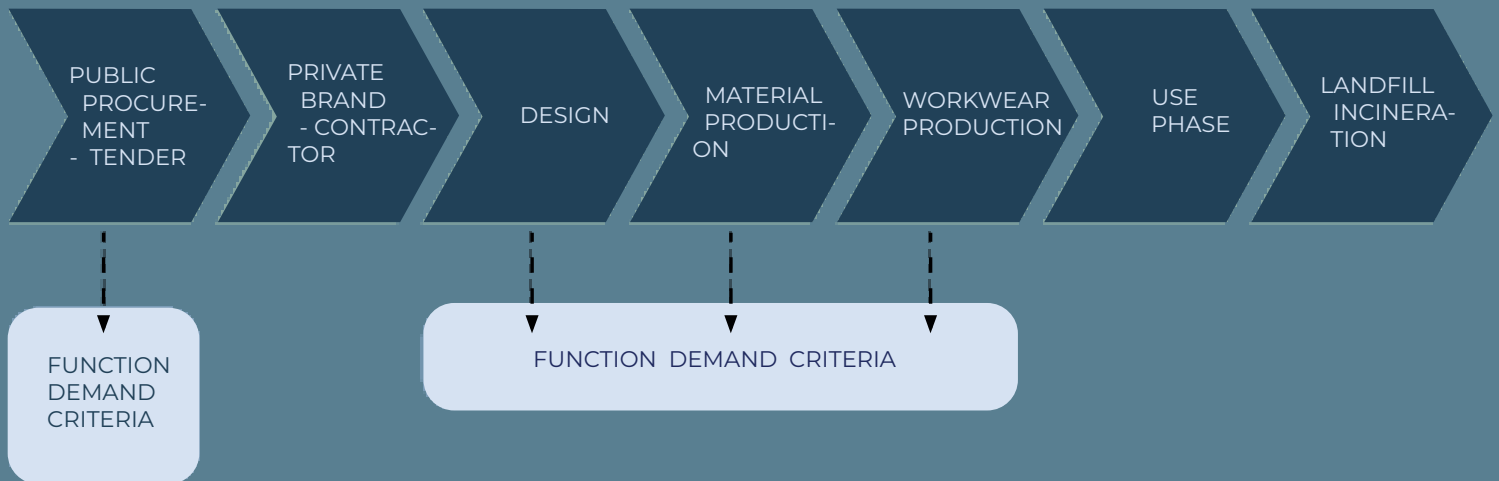 PUBLIC
PROCURE-
MENT
- TENDER
PRIVATE
BRAND
- CONTRAC-
TOR
DESIGN
MATERIAL
PRODUCTI-
ON
WORKWEAR
PRODUCTION
USE
PHASE
LANDFILL
INCINERA-
TION
FUNCTION
DEMAND
CRITERIA
FUNCTION DEMAND CRITERIA